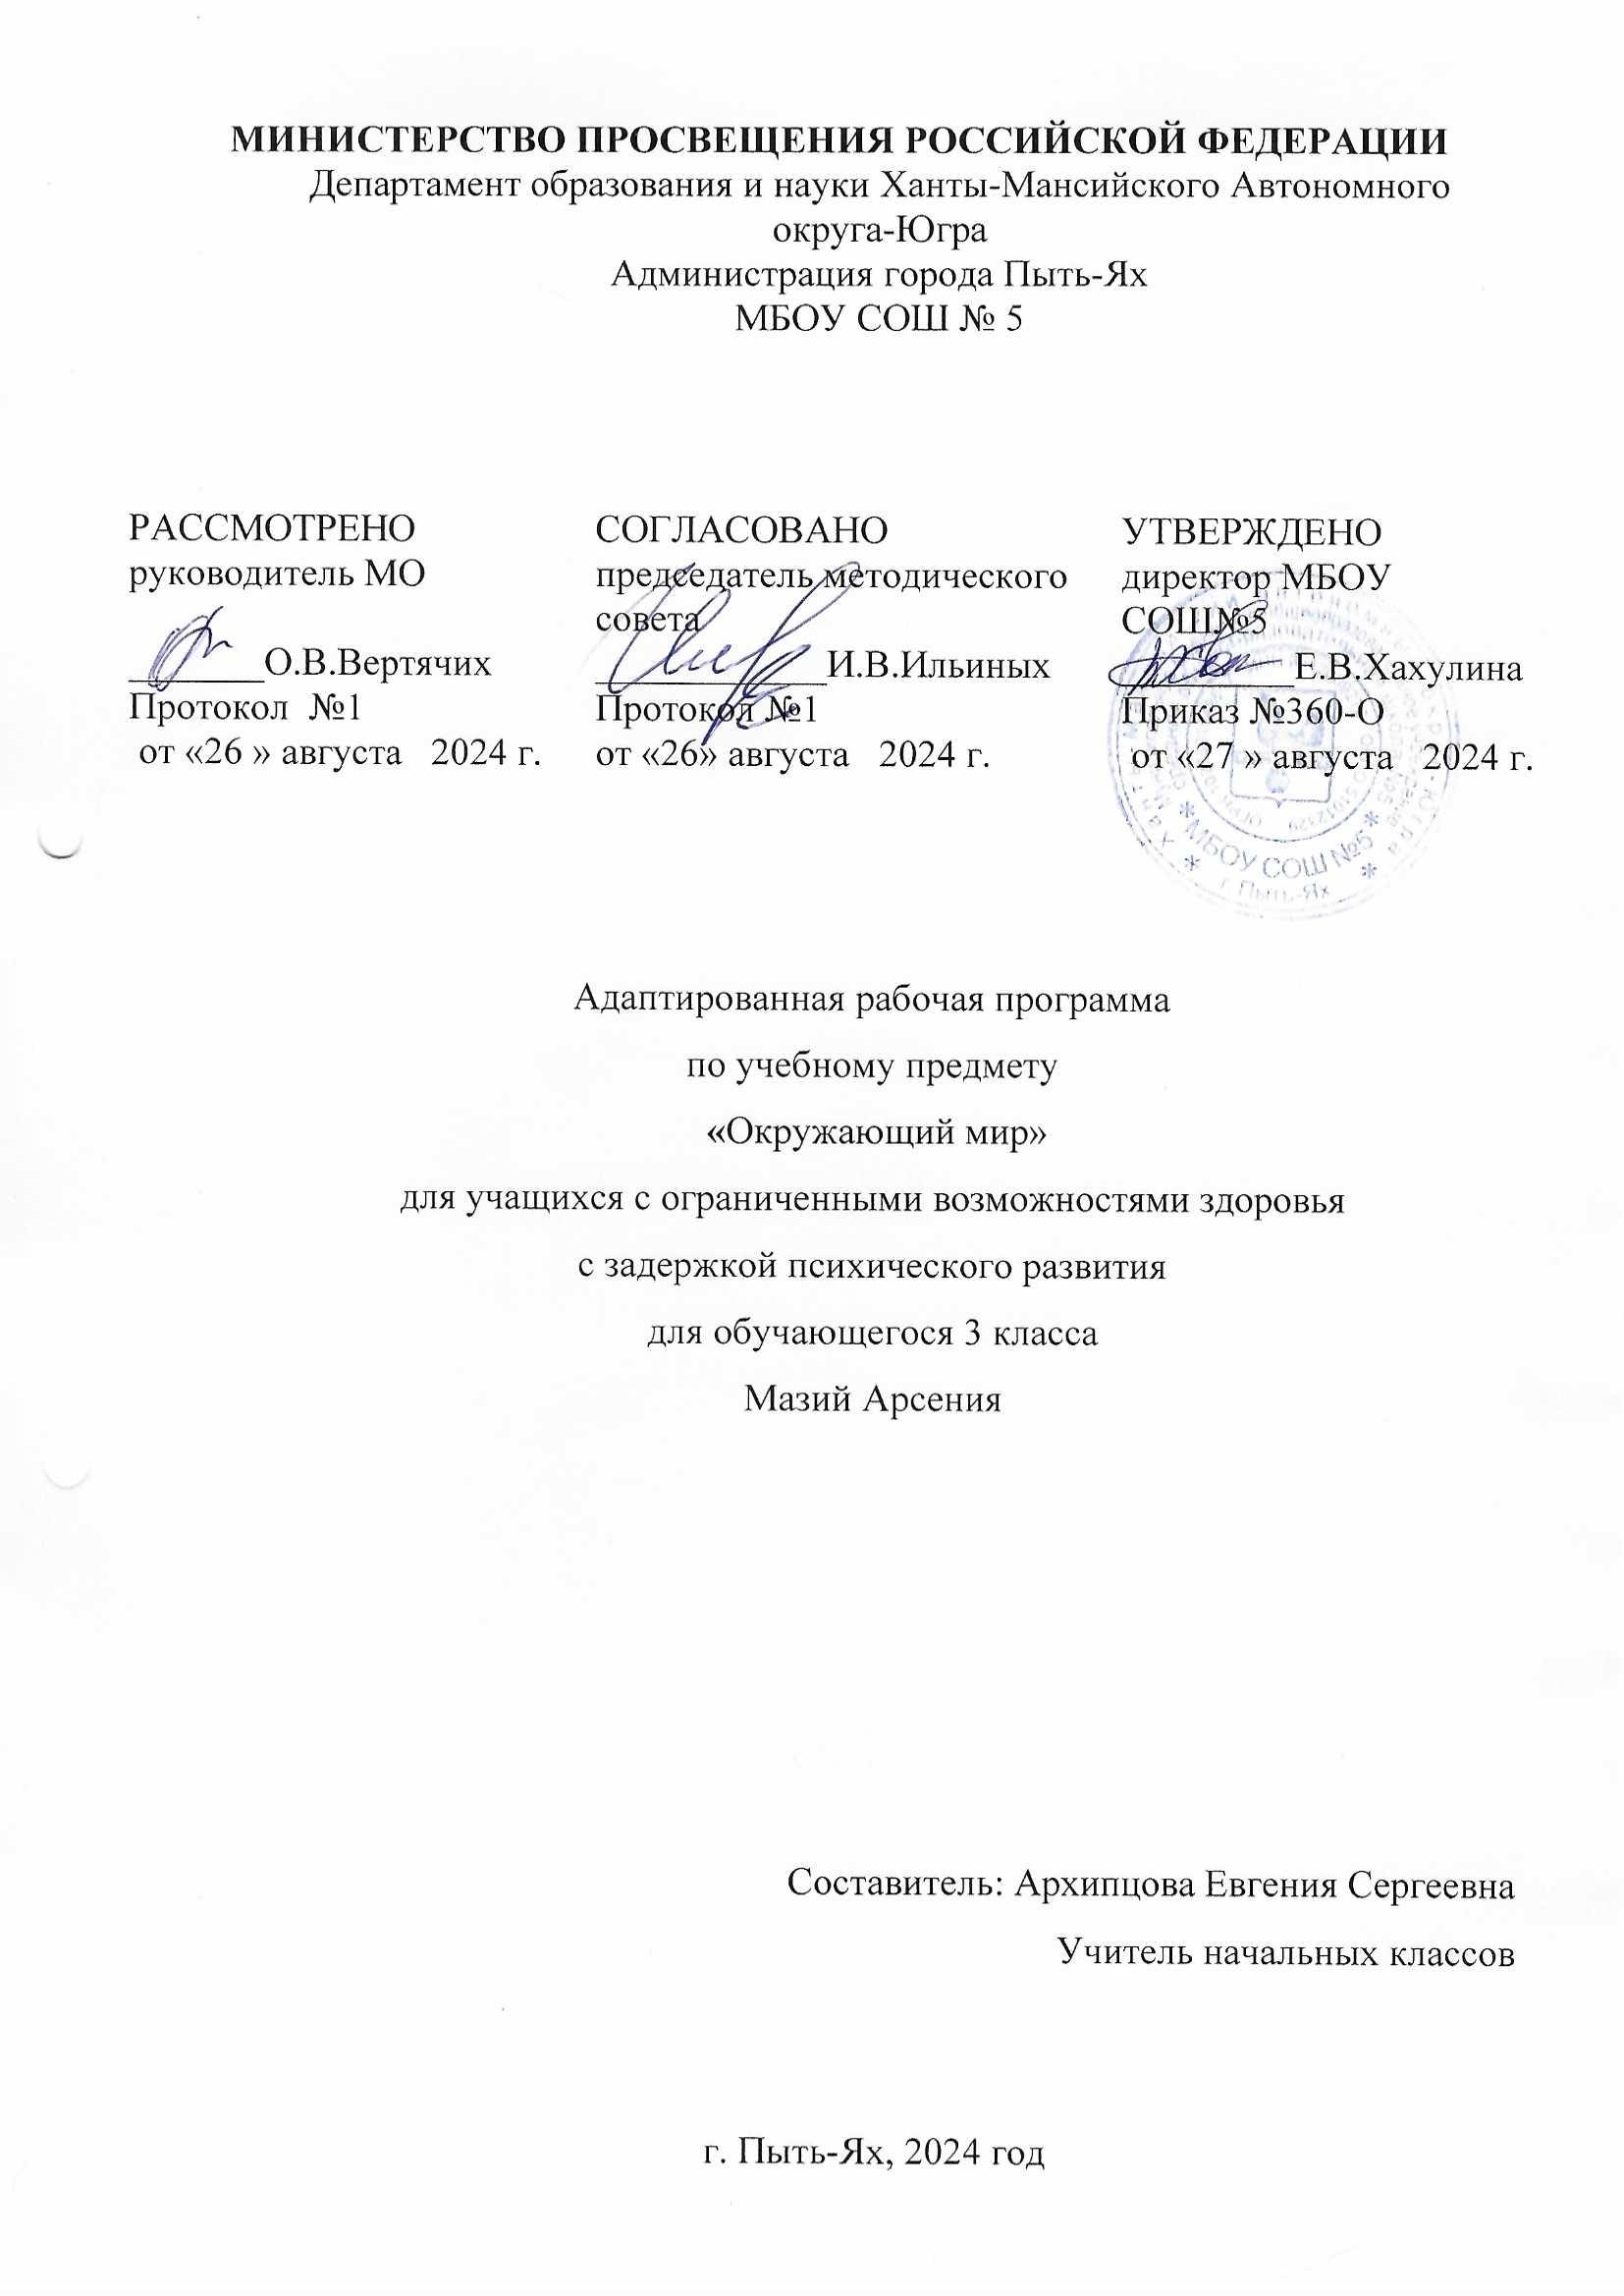 МИНИСТЕРСТВО ПРОСВЕЩЕНИЯ РОССИЙСКОЙ ФЕДЕРАЦИИ
Департамент образования и науки Ханты-Мансийского Автономного
округа-Югра
Администрация города Пыть-Ях
МБОУ СОШ № 5
РАССМОТРЕНО
руководитель МО
________О.В.Вертячих
Протокол №1
от «26 » августа 2024 г.
СОГЛАСОВАНО
председатель методического
совета
____________И.В.Ильиных
Протокол №1
от «26» августа 2024 г.
УТВЕРЖДЕНО
директор МБОУ
СОШ№5
_________Е.В.Хахулина
Приказ №360-О
от «27 » августа 2024 г.
* МБОУ СОШ №5 *
г. Пыть-Ях
Адаптированная рабочая программа
по учебному предмету
«Окружающий мир»
для учащихся с ограниченными возможностями здоровья
с задержкой психического развития
для обучающегося 3 класса
Мазий Арсения
Составитель: Архипцова Евгения Сергеевна
Учитель начальных классов
г. Пыть-Ях, 2024 год